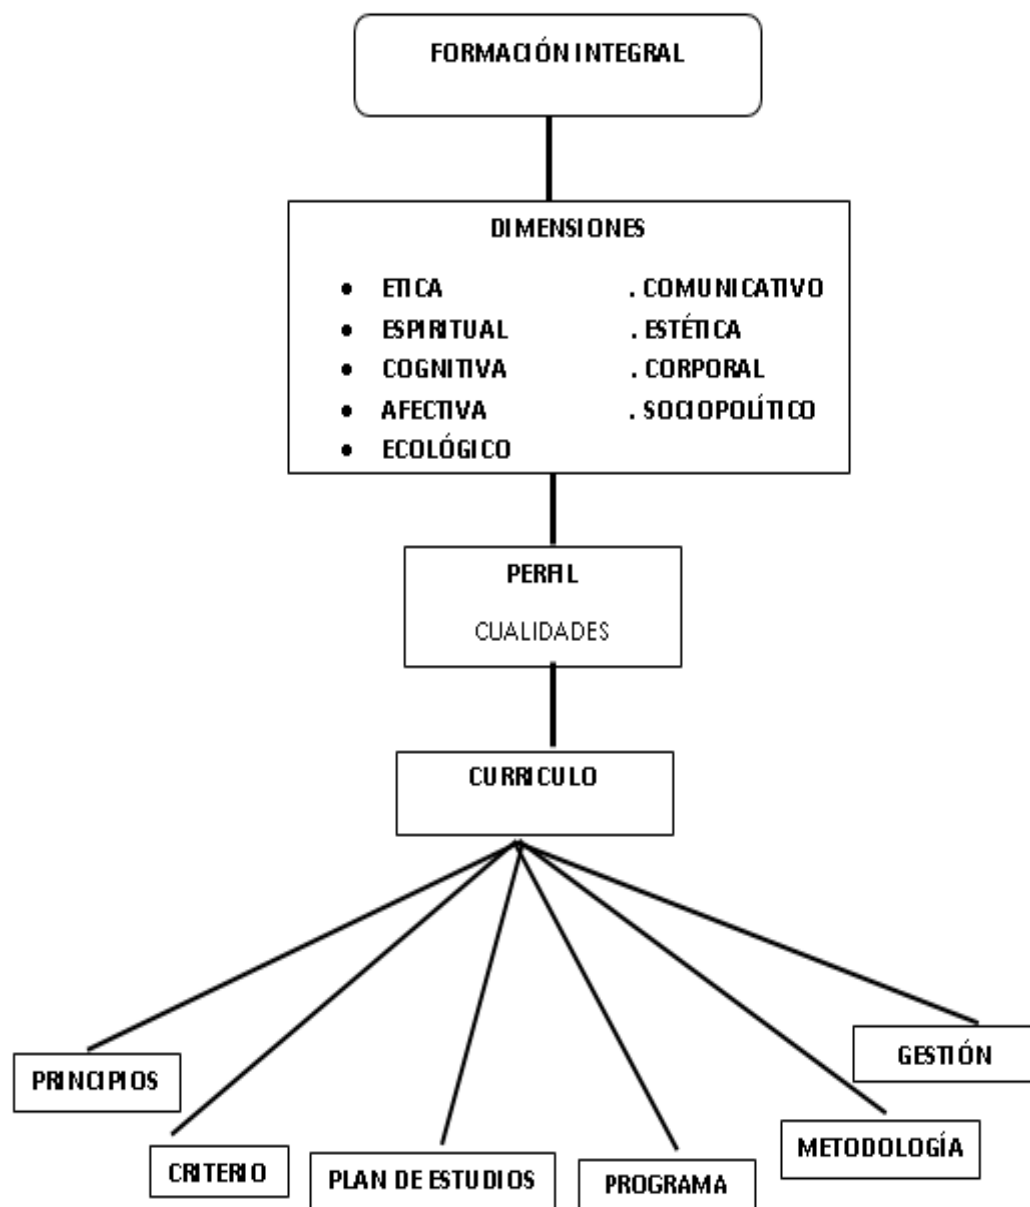 FORMACIÓN INTEGRAL
DIMENSIONES
• ETICA . COMUNICATIVO
• ESPIRITUAL . ESTÉTICA
• COGNITIVA . CORPORAL
• AFECTIVA . SOCIOPOLÍTICO
• ECOLÓGICO
PERFIL
CUALIDADES
CURRICULO
PRINCIPIOS
CRITERIO
PLAN DE ESTUDIOS
PROGRAMA
METODOLOGÍA
GESTIÓN